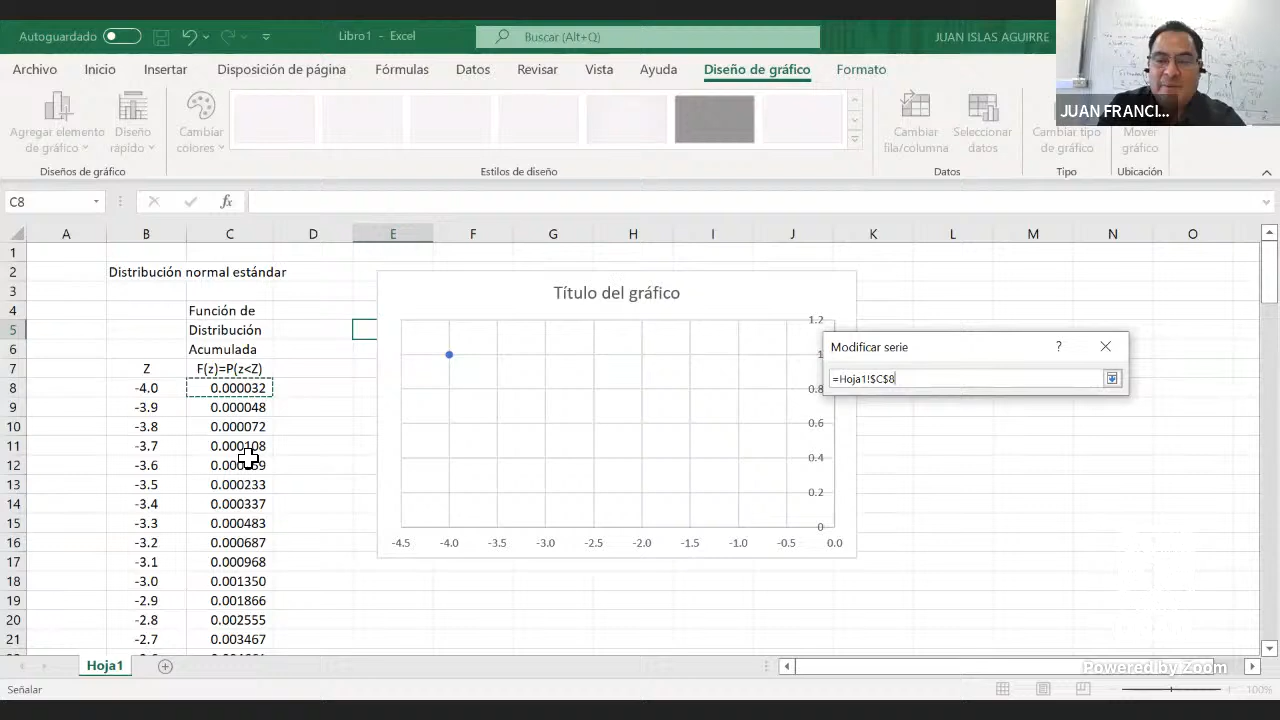 Autoguardado
Libro1 - Excel
Buscar (Alt+Q)
JUAN ISLAS AGUIRRE
JUAN FRANCI...
Archivo Inicio Insertar Disposición de página Fórmulas Datos Revisar Vista Ayuda Diseño de gráfico Formato
Agregar elemento de gráfico
Diseño rápido
Cambiar colores
Cambiar fila/columna
Seleccionar datos
Cambiar tipo de gráfico
Mover gráfico
Diseños de gráfico
Estilos de diseño
Datos
Tipo
Ubicación
C8
fx
A B C D E F G H I J K L M N O
1
2 Distribución normal estándar
3
4 Función de
5 Distribución
6 Acumulada
7 Z F(z)=P(z<Z)
8 -4.0 0.000032
9 -3.9 0.000048
10 -3.8 0.000072
11 -3.7 0.000108
12 -3.6
13 -3.5 0.000233
14 -3.4 0.000337
15 -3.3 0.000483
16 -3.2 0.000687
17 -3.1 0.000968
18 -3.0 0.001350
19 -2.9 0.001866
20 -2.8 0.002555
21 -2.7 0.003467
Título del gráfico
1.2
1
0.8
0.6
0.4
0.2
0
-4.5 -4.0 -3.5 -3.0 -2.5 -2.0 -1.5 -1.0 -0.5 0.0
Modificar serie
?
=Hoja1!$C$8
Hoja1
Powered by Zoom
Señalar
100%